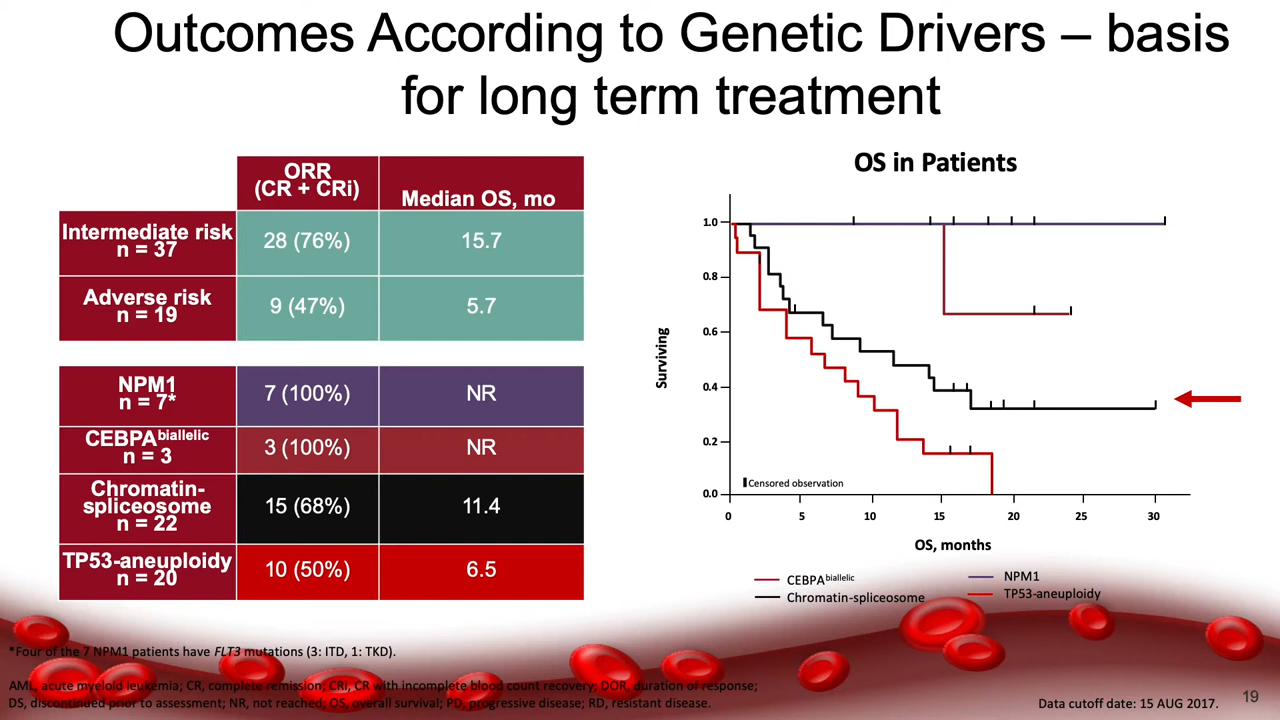 Outcomes According to Genetic Drivers – basis
for long term treatment
ORR
(CR + CRi)
Median OS, mo
Intermediate risk
n = 37
28 (76%)
15.7
Adverse risk
n = 19
9 (47%)
5.7
NPM1
n = 7*
7 (100%)
NR
CEBPAbiallelic
n = 3
3 (100%)
NR
Chromatin-
spliceosome
n = 22
15 (68%)
11.4
TP53-aneuploidy
n = 20
10 (50%)
6.5
OS in Patients
Surviving
1.0
0.8
0.6
0.4
0.2
0.0
Censored observation
0 5 10 15 20 25 30
OS, months
CEBPAbiallelic
NPM1
Chromatin-spliceosome
TP53-aneuploidy
*Four of the 7 NPM1 patients have FLT3 mutations (3: ITD, 1: TKD).
AML, acute myeloid leukemia; CR, complete remission; CRi, CR with incomplete blood count recovery; DOR, duration of response;
DS, discontinued prior to assessment; NR, not reached; OS, overall survival; PD, progressive disease; RD, resistant disease.
Data cutoff date: 15 AUG 2017.
19